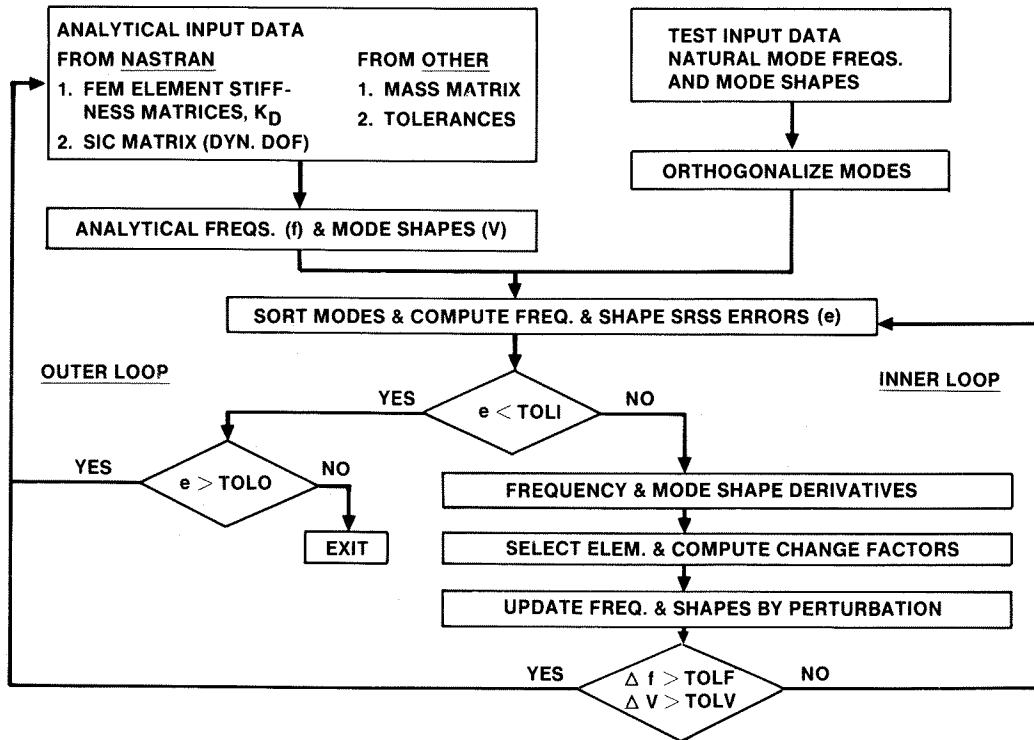 ANALYTICAL INPUT DATA
FROM NASTRAN
1. FEM ELEMENT STIFF-
NESS MATRICES, KD
2. SIC MATRIX (DYN. DOF)
FROM OTHER
1. MASS MATRIX
2. TOLERANCES
TEST INPUT DATA
NATURAL MODE FREQS.
AND MODE SHAPES
ORTHOGONALIZE MODES
ANALYTICAL FREQS. (f) & MODE SHAPES (V)
SORT MODES & COMPUTE FREQ. & SHAPE SRSS ERRORS (e)
OUTER LOOP
INNER LOOP
YES
e < TOLI
NO
YES
e > TOLO
NO
EXIT
FREQUENCY & MODE SHAPE DERIVATIVES
SELECT ELEM. & COMPUTE CHANGE FACTORS
UPDATE FREQ. & SHAPES BY PERTURBATION
YES
Δ f > TOLF
Δ V > TOLV
NO